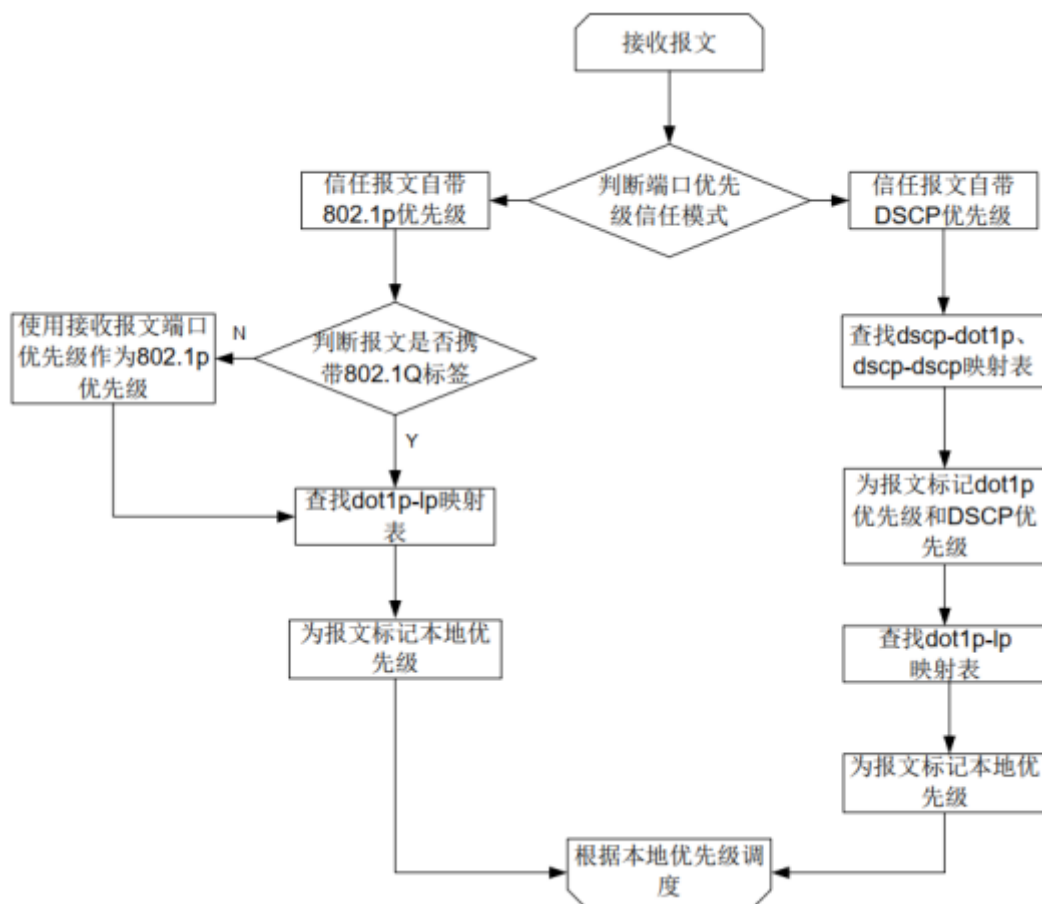 接收报文
判断端口优先
级信任模式
信任报文自带
802.1p优先级
信任报文自带
DSCP优先级
使用接收报文端口
优先级作为802.1p
优先级
N
判断报文是否携
带802.1Q标签
Y
查找dscp-dot1p、
dscp-dscp映射表
查找dot1p-lp映射
表
为报文标记dot1p
优先级和DSCP优
先级
为报文标记本地优
先级
查找dot1p-lp
映射表
为报文标记本地优
先级
根据本地优先级调
度